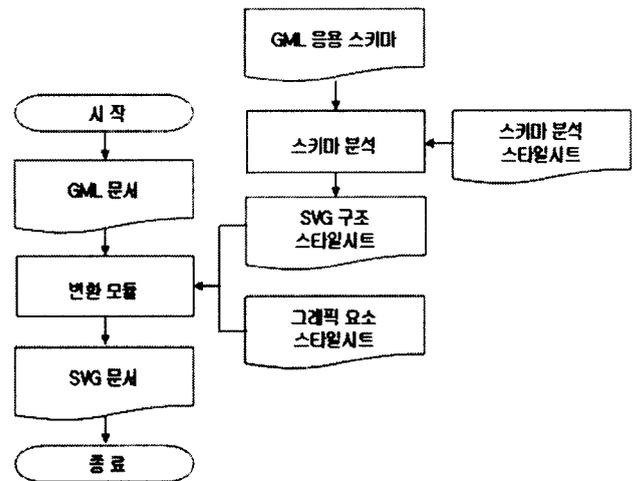 GML 응용 스키마
시 작
스키마 분석
스키마 분석
스타일시트
GML 문서
SVG 구조
스타일시트
변환 모듈
그래픽 요소
스타일시트
SVG 문서
종 료